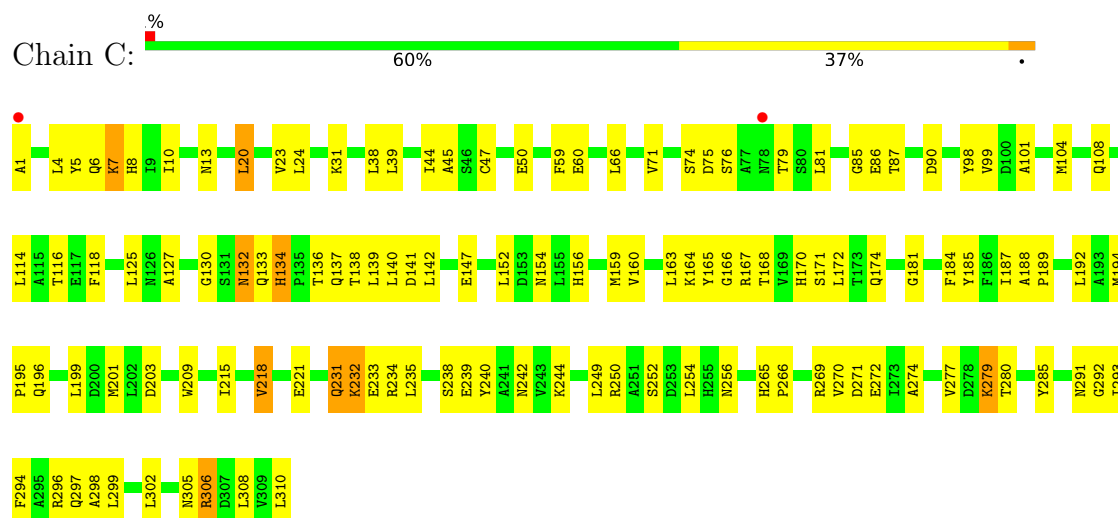 %
Chain C:
60% 37% •
A1 L4 Y5 Q6 K7 H8 I9 I10 N13 L20 V23 L24 K31 L38 L39 I44 A45 S46 C47 E50 F59 E60 L66 V71 S74 D75 S76 A77 N78 T79 S80 L81 G85 E86 T87 D90 Y98 V99 D100 A101 M104 Q108
L114 A115 T116 E117 F118 L125 N126 A127 G130 S131 N132 Q133 H134 P135 T136 Q137 T138 L139 L140 D141 L142 E147 L152 D153 N154 L155 H156 M159 V160 L163 K164 Y165 G166 R167 T168 V169 H170 S171 L172 T173 Q174 G181 F184 Y185 F186 I187 A188 P189 L192 A193 M194
P195 Q196 L199 D200 M201 L202 D203 W209 I215 V218 E221 Q231 K232 E233 R234 L235 S238 E239 Y240 A241 N242 V243 K244 L249 R250 A251 S252 D253 L254 H255 N256 H265 P266 R269 V270 D271 E272 I273 A274 V277 D278 K279 T280 Y285 N291 G292 I293
F294 A295 R296 Q297 A298 L299 L302 N305 R306 D307 L308 V309 L310